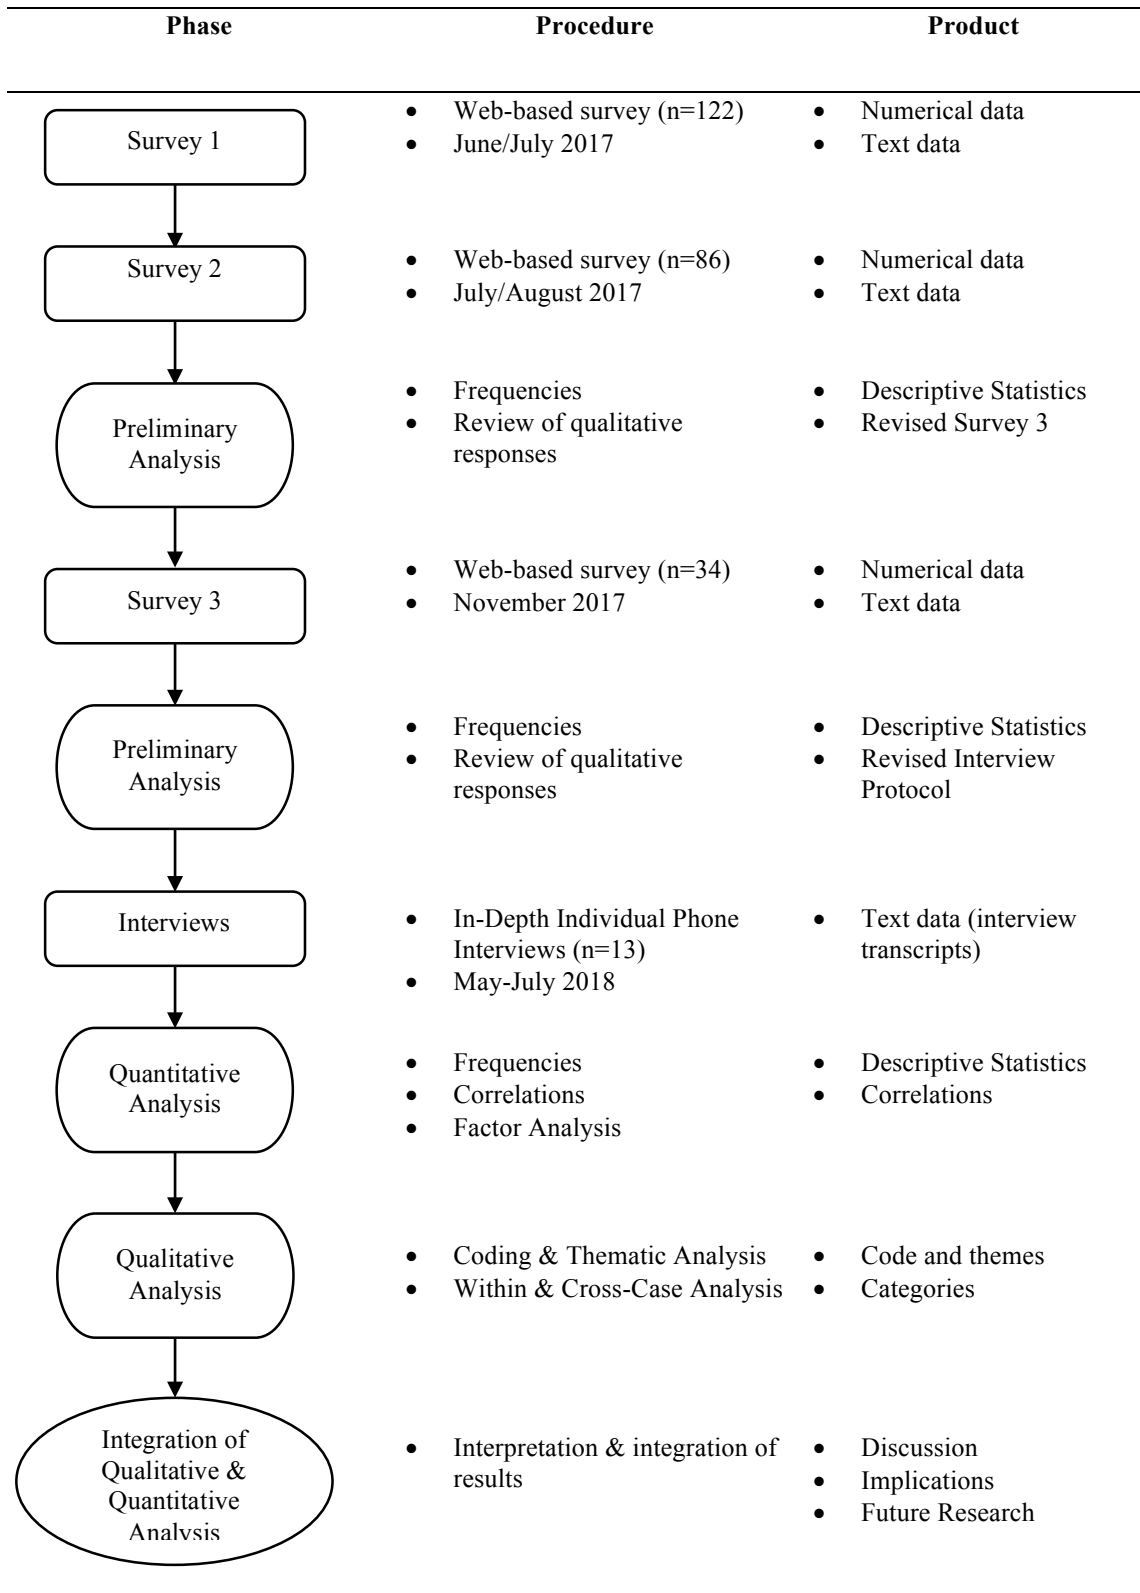 Phase Procedure Product
Survey 1
• Web-based survey (n=122)
• June/July 2017
• Numerical data
• Text data
Survey 2
• Web-based survey (n=86)
• July/August 2017
• Numerical data
• Text data
Preliminary
Analysis
• Frequencies
• Review of qualitative
responses
• Descriptive Statistics
• Revised Survey 3
Survey 3
• Web-based survey (n=34)
• November 2017
• Numerical data
• Text data
Preliminary
Analysis
• Frequencies
• Review of qualitative
responses
• Descriptive Statistics
• Revised Interview
Protocol
Interviews
• In-Depth Individual Phone
Interviews (n=13)
• May-July 2018
• Text data (interview
transcripts)
Quantitative
Analysis
• Frequencies
• Correlations
• Factor Analysis
• Descriptive Statistics
• Correlations
Qualitative
Analysis
• Coding & Thematic Analysis
• Within & Cross-Case Analysis
• Code and themes
• Categories
Integration of
Qualitative &
Quantitative
Analysis
• Interpretation & integration of
results
• Discussion
• Implications
• Future Research